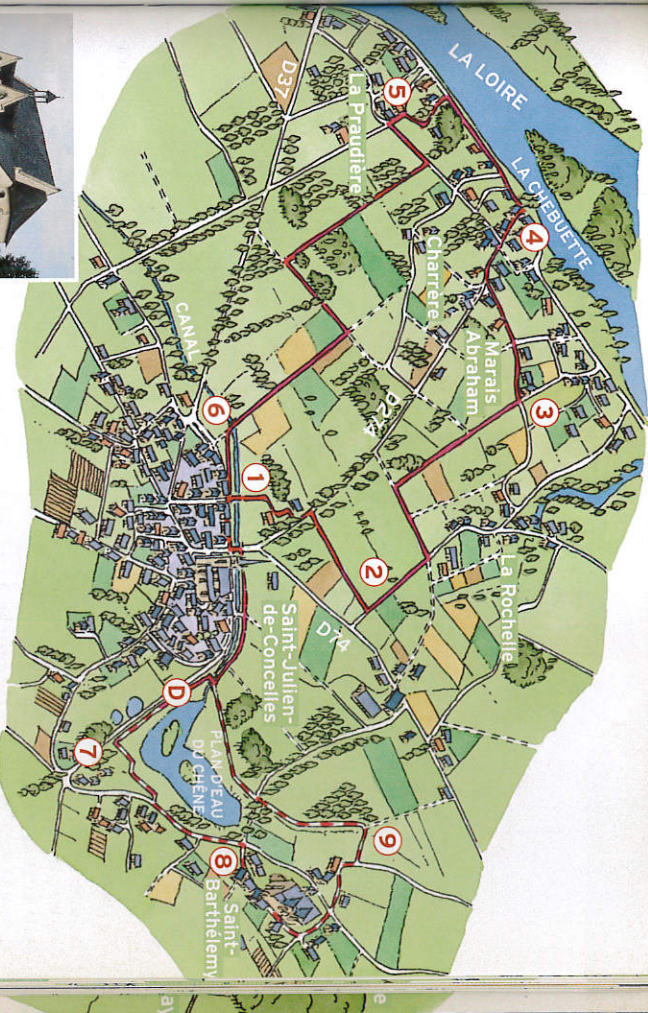 LA LOIRE
LA CHEBUETTE
D37
5
La Praudière
4
Charrère
Marais
Abraham
3
CANAL
D274
6
1
2
La Rochelle
Saint-Julien-
de-Concelles
D74
D
PLAN D'EAU
DU CHÊNE
7
9
8
Saint-
Barthélemy